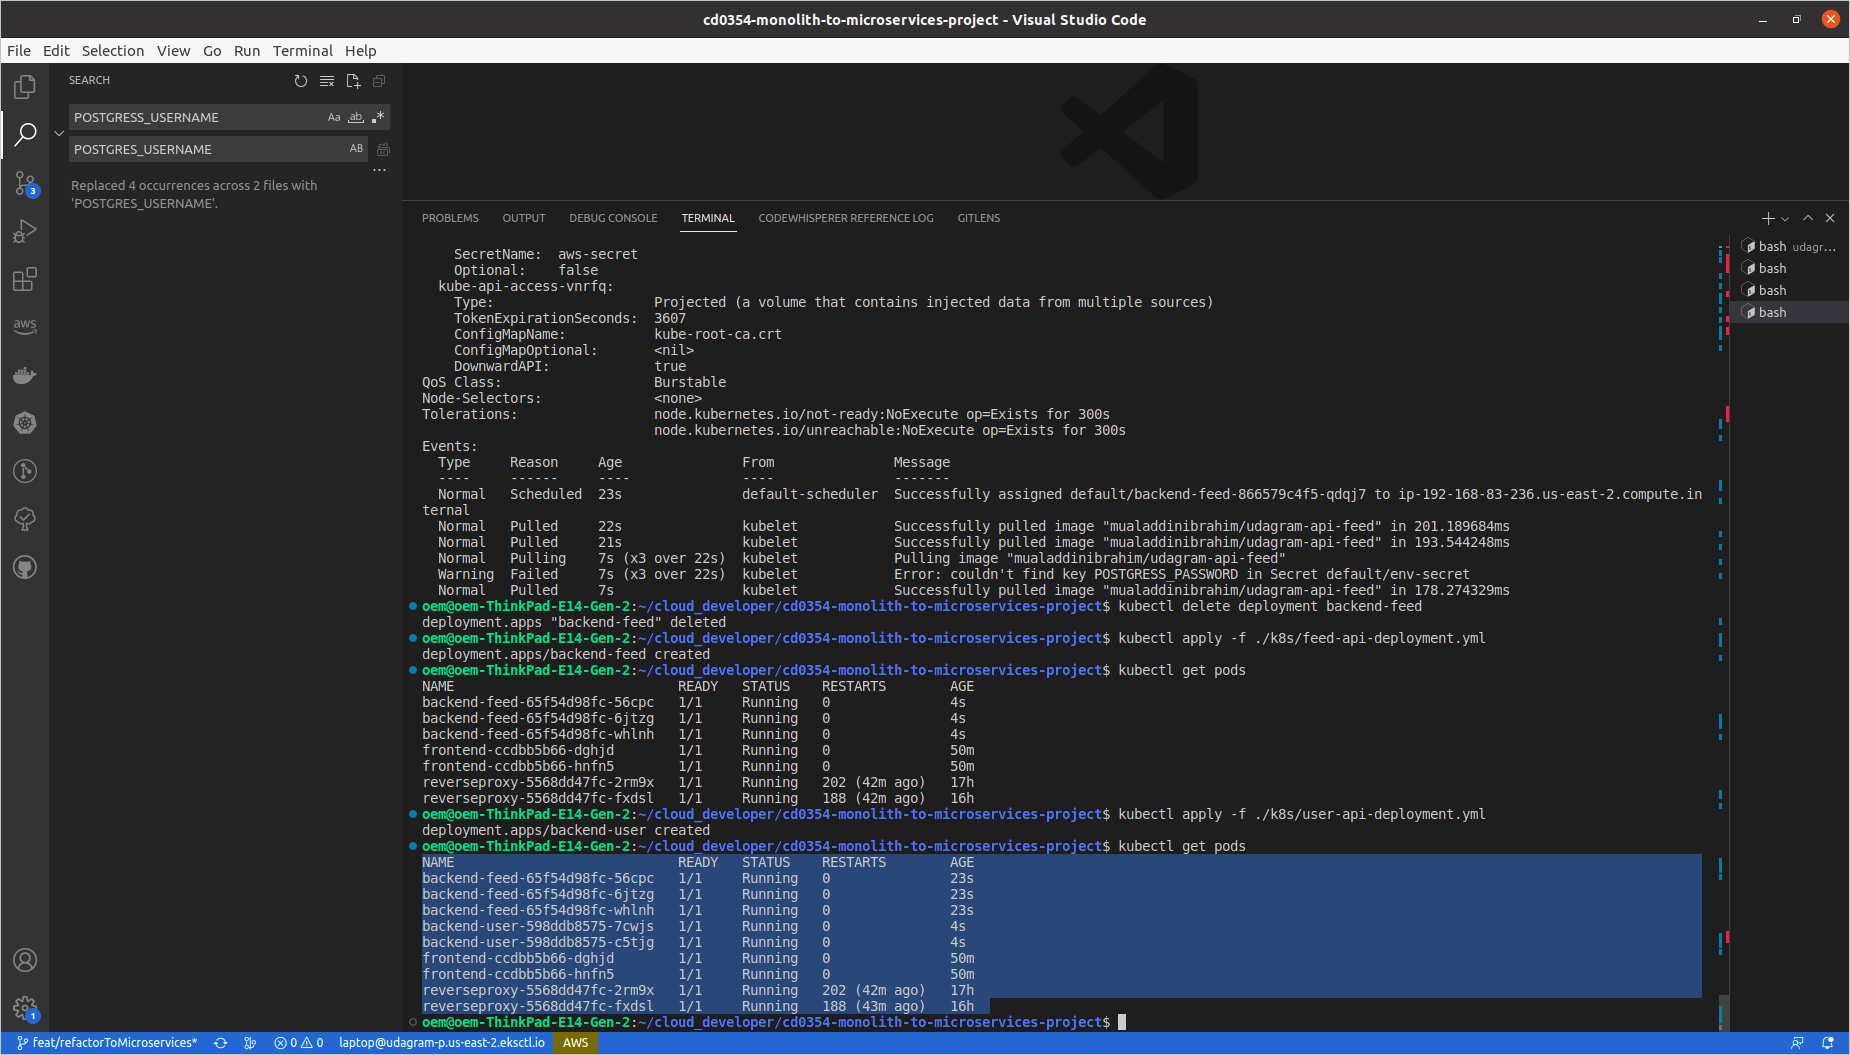 cd0354-monolith-to-microservices-project - Visual Studio Code
File Edit Selection View Go Run Terminal Help
SEARCH
POSTGRESS_USERNAME Aa ab .*
POSTGRES_USERNAME AB
...
Replaced 4 occurrences across 2 files with
'POSTGRES_USERNAME'.
3
aws
1
PROBLEMS OUTPUT DEBUG CONSOLE TERMINAL CODEWHISPERER REFERENCE LOG GITLENS
bash udagr...
bash
bash
bash
SecretName: aws-secret
Optional: false
kube-api-access-vnrfq:
Type: Projected (a volume that contains injected data from multiple sources)
TokenExpirationSeconds: 3607
ConfigMapName: kube-root-ca.crt
ConfigMapOptional: <nil>
DownwardAPI: true
QoS Class: Burstable
Node-Selectors: <none>
Tolerations: node.kubernetes.io/not-ready:NoExecute op=Exists for 300s
node.kubernetes.io/unreachable:NoExecute op=Exists for 300s
Events:
Type Reason Age From Message
---- ------ ---- ---- -------
Normal Scheduled 23s default-scheduler Successfully assigned default/backend-feed-866579c4f5-qdqj7 to ip-192-168-83-236.us-east-2.compute.in
ternal
Normal Pulled 22s kubelet Successfully pulled image "mualaddinibrahim/udagram-api-feed" in 201.189684ms
Normal Pulled 21s kubelet Successfully pulled image "mualaddinibrahim/udagram-api-feed" in 193.544248ms
Normal Pulling 7s (x3 over 22s) kubelet Pulling image "mualaddinibrahim/udagram-api-feed"
Warning Failed 7s (x3 over 22s) kubelet Error: couldn't find key POSTGRESS_PASSWORD in Secret default/env-secret
Normal Pulled 7s kubelet Successfully pulled image "mualaddinibrahim/udagram-api-feed" in 178.274329ms
oem@oem-ThinkPad-E14-Gen-2:~/cloud_developer/cd0354-monolith-to-microservices-project$ kubectl delete deployment backend-feed
deployment.apps "backend-feed" deleted
oem@oem-ThinkPad-E14-Gen-2:~/cloud_developer/cd0354-monolith-to-microservices-project$ kubectl apply -f ./k8s/feed-api-deployment.yml
deployment.apps/backend-feed created
oem@oem-ThinkPad-E14-Gen-2:~/cloud_developer/cd0354-monolith-to-microservices-project$ kubectl get pods
NAME READY STATUS RESTARTS AGE
backend-feed-65f54d98fc-56cpc 1/1 Running 0 4s
backend-feed-65f54d98fc-6jtzg 1/1 Running 0 4s
backend-feed-65f54d98fc-whlnh 1/1 Running 0 4s
frontend-ccdbb5b66-dghjd 1/1 Running 0 50m
frontend-ccdbb5b66-hnfn5 1/1 Running 0 50m
reverseproxy-5568dd47fc-2rm9x 1/1 Running 202 (42m ago) 17h
reverseproxy-5568dd47fc-fxdsl 1/1 Running 188 (42m ago) 16h
oem@oem-ThinkPad-E14-Gen-2:~/cloud_developer/cd0354-monolith-to-microservices-project$ kubectl apply -f ./k8s/user-api-deployment.yml
deployment.apps/backend-user created
oem@oem-ThinkPad-E14-Gen-2:~/cloud_developer/cd0354-monolith-to-microservices-project$ kubectl get pods
NAME READY STATUS RESTARTS AGE
backend-feed-65f54d98fc-56cpc 1/1 Running 0 23s
backend-feed-65f54d98fc-6jtzg 1/1 Running 0 23s
backend-feed-65f54d98fc-whlnh 1/1 Running 0 23s
backend-user-598ddb8575-7cwjs 1/1 Running 0 4s
backend-user-598ddb8575-c5tjg 1/1 Running 0 4s
frontend-ccdbb5b66-dghjd 1/1 Running 0 50m
frontend-ccdbb5b66-hnfn5 1/1 Running 0 50m
reverseproxy-5568dd47fc-2rm9x 1/1 Running 202 (42m ago) 17h
reverseproxy-5568dd47fc-fxdsl 1/1 Running 188 (43m ago) 16h
oem@oem-ThinkPad-E14-Gen-2:~/cloud_developer/cd0354-monolith-to-microservices-project$
feat/refactorToMicroservices* 0 0 laptop@udagram-p.us-east-2.eksctl.io AWS